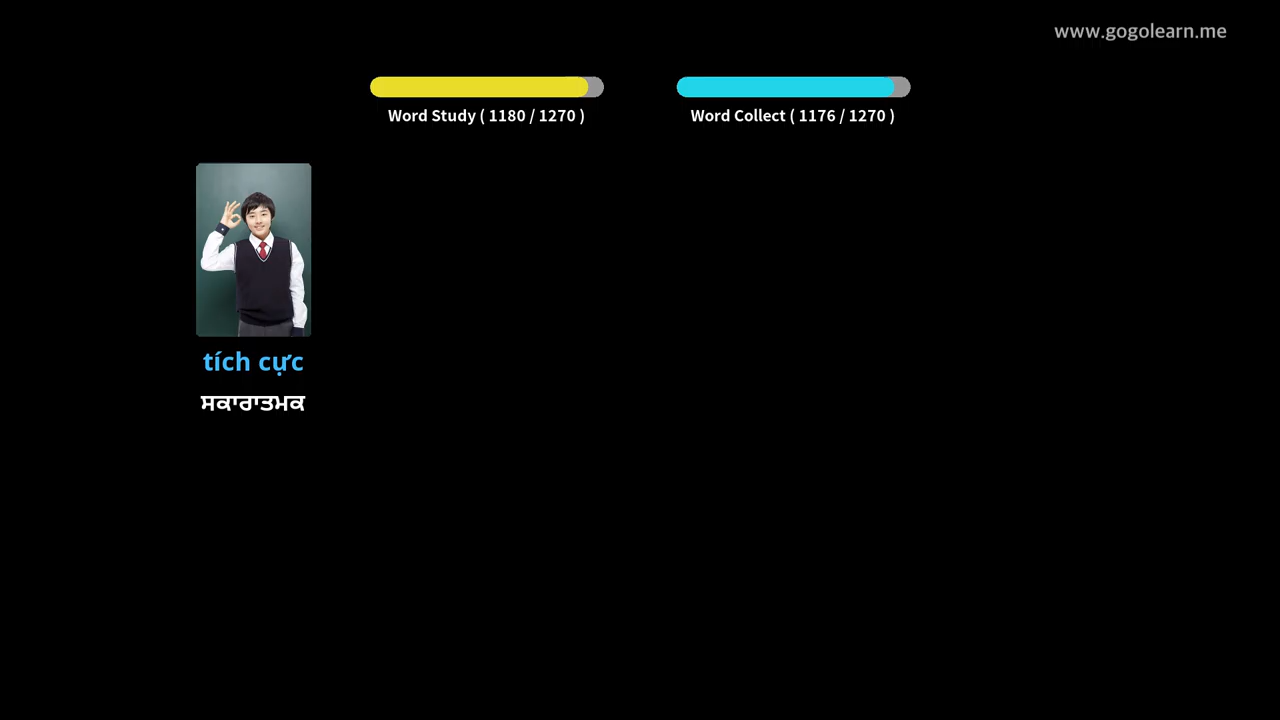 www.gogolearn.me
Word Study ( 1180 / 1270 )
Word Collect ( 1176 / 1270 )
tích cực
ਸਕਾਰਾਤਮਕ